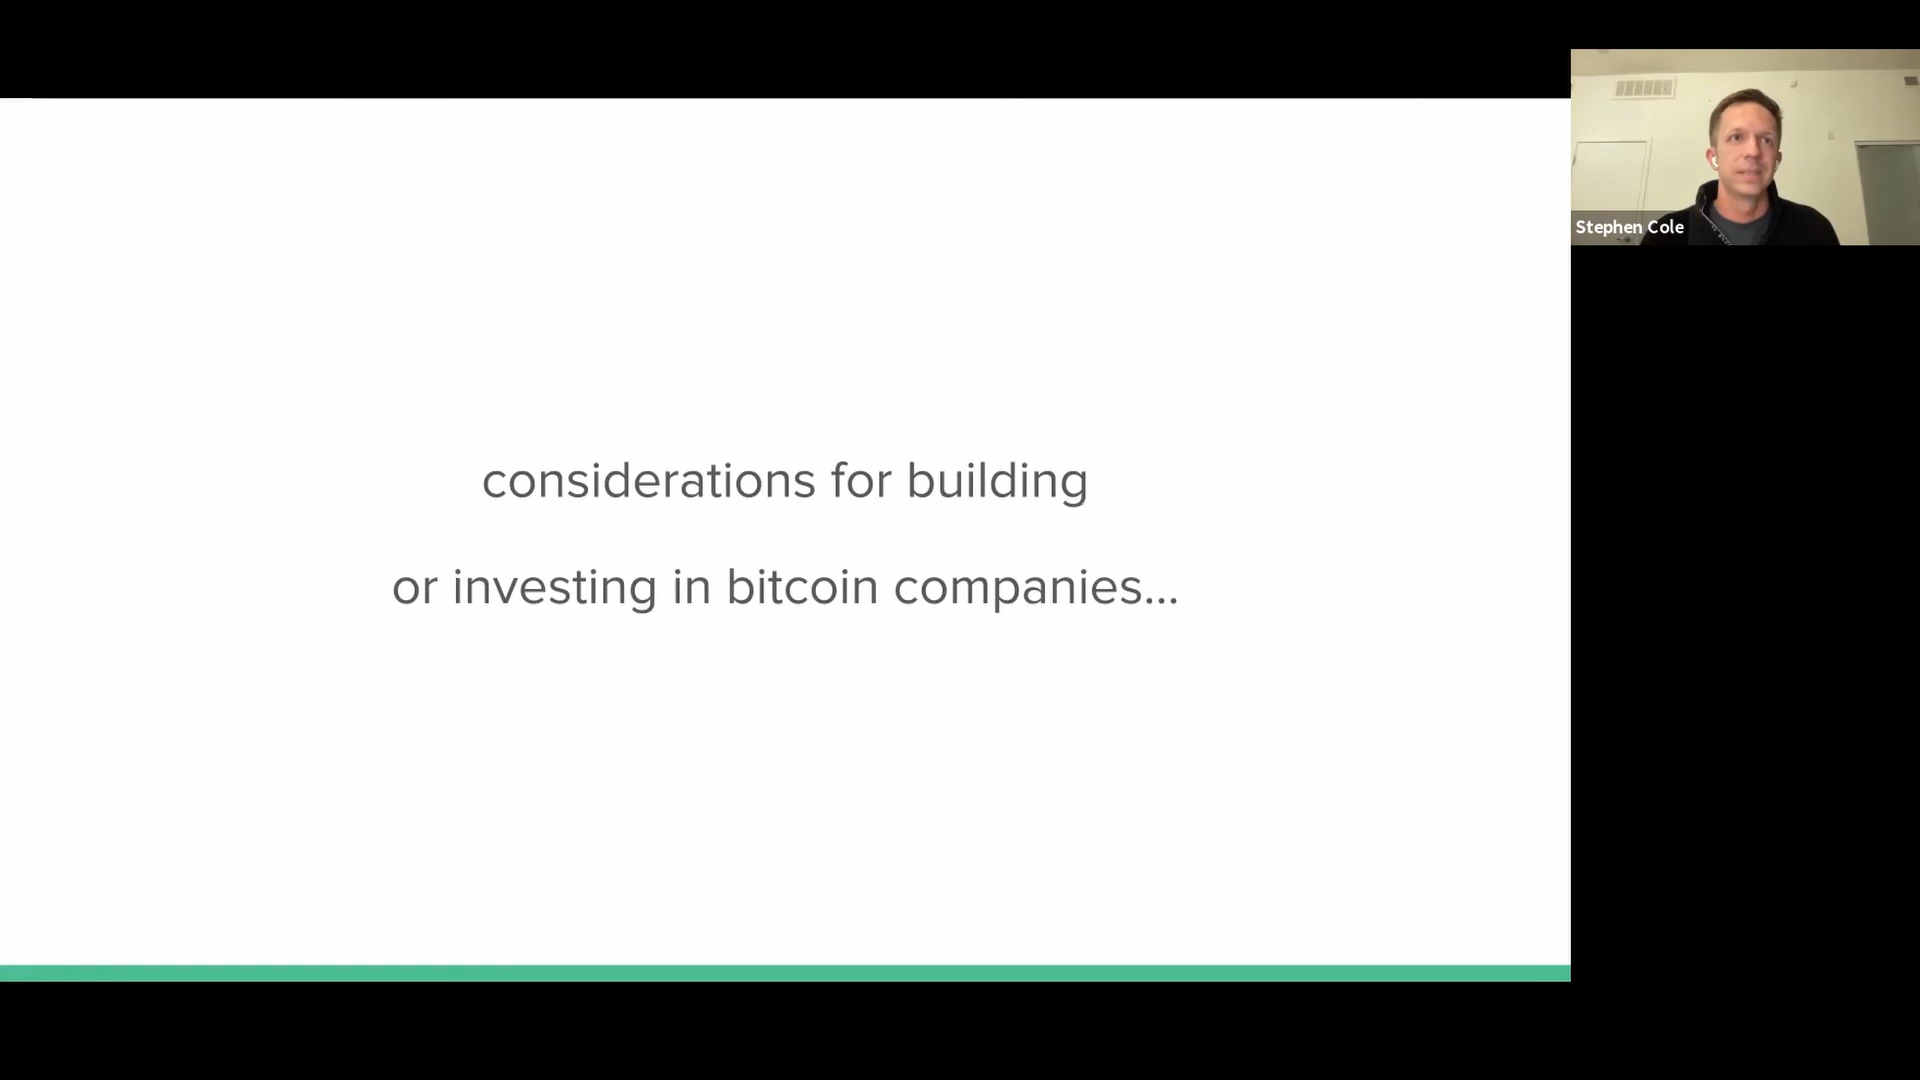 considerations for building
or investing in bitcoin companies...
Stephen Cole